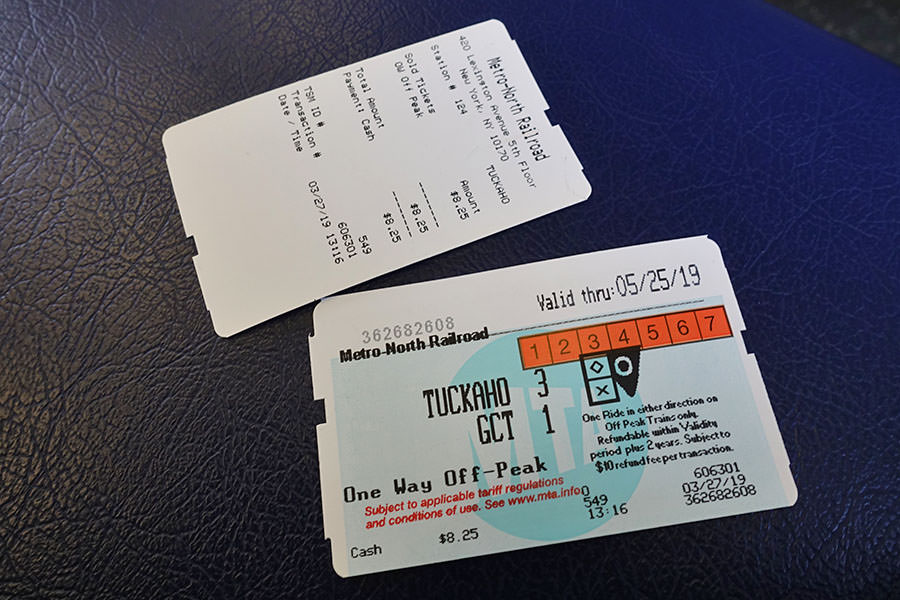 Metro-North Railroad
420 Lexington Avenue 5th Floor
New York, NY 10170
Station # 124 TUCKAHO
Sold Tickets Amount
OW Off Peak $8.25
--------
$8.25
--------
Total Amount $8.25
Payment: Cash
TSM ID # 549
Transaction # 606301
Date / Time 03/27/19 13:16
Valid thru: 05/25/19
362682608
Metro-North Railroad
1 2 3 4 5 6 7
TUCKAHO 3
GCT 1
MTA
One Ride in either direction on
Off Peak Trains only.
Refundable within Validity
period plus 2 years. Subject to
$10 refund fee per transaction.
One Way Off-Peak
Subject to applicable tariff regulations
and conditions of use. See www.mta.info
0 606301
549 03/27/19
13:16 362682608
Cash $8.25